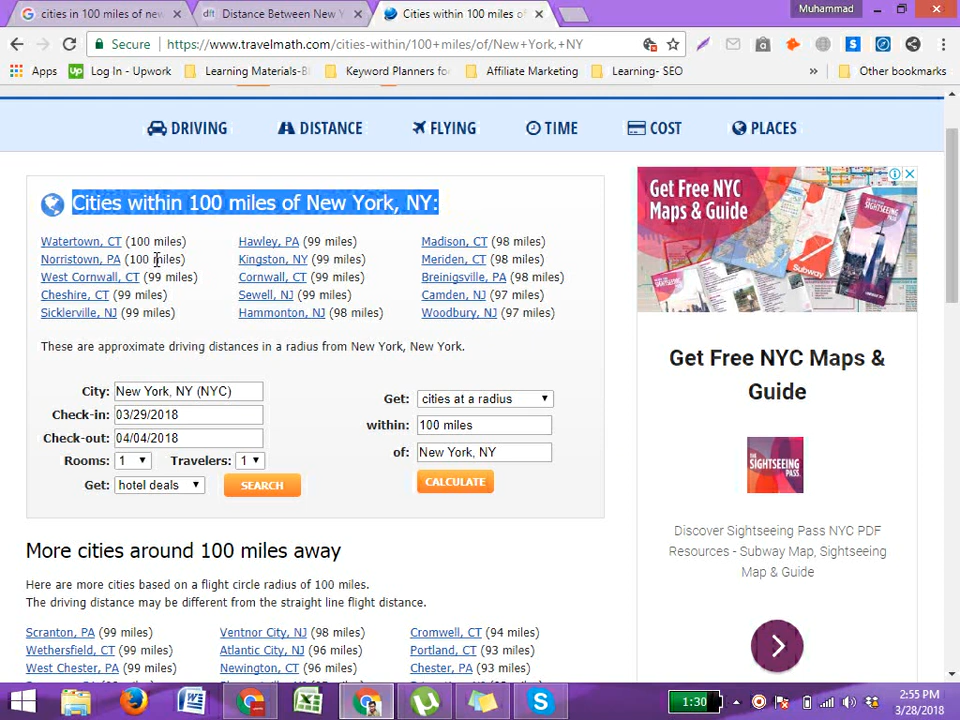 cities in 100 miles of new
Distance Between New Y
Cities within 100 miles of
Muhammad
Secure
https://www.travelmath.com/cities-within/100+miles/of/New+York,+NY
Apps
Log In - Upwork
Learning Materials-Bl
Keyword Planners fo
Affiliate Marketing
Learning- SEO
»
Other bookmarks
DRIVING
DISTANCE
FLYING
TIME
COST
PLACES
Cities within 100 miles of New York, NY:
Watertown, CT (100 miles) Hawley, PA (99 miles) Madison, CT (98 miles)
Norristown, PA (100 miles) Kingston, NY (99 miles) Meriden, CT (98 miles)
West Cornwall, CT (99 miles) Cornwall, CT (99 miles) Breinigsville, PA (98 miles)
Cheshire, CT (99 miles) Sewell, NJ (99 miles) Camden, NJ (97 miles)
Sicklerville, NJ (99 miles) Hammonton, NJ (98 miles) Woodbury, NJ (97 miles)
These are approximate driving distances in a radius from New York, New York.
City: New York, NY (NYC)
Check-in: 03/29/2018
Check-out: 04/04/2018
Rooms: 1 Travelers: 1
Get: hotel deals SEARCH
Get: cities at a radius
within: 100 miles
of: New York, NY
CALCULATE
More cities around 100 miles away
Here are more cities based on a flight circle radius of 100 miles.
The driving distance may be different from the straight line flight distance.
Scranton, PA (99 miles) Ventnor City, NJ (98 miles) Cromwell, CT (94 miles)
Wethersfield, CT (99 miles) Atlantic City, NJ (96 miles) Portland, CT (93 miles)
West Chester, PA (99 miles) Newington, CT (96 miles) Chester, PA (93 miles)
Get Free NYC
Maps & Guide
Get Free NYC Maps &
Guide
THE
SIGHTSEEING
PASS
Discover Sightseeing Pass NYC PDF
Resources - Subway Map, Sightseeing
Map & Guide
1:30
2:55 PM
3/28/2018